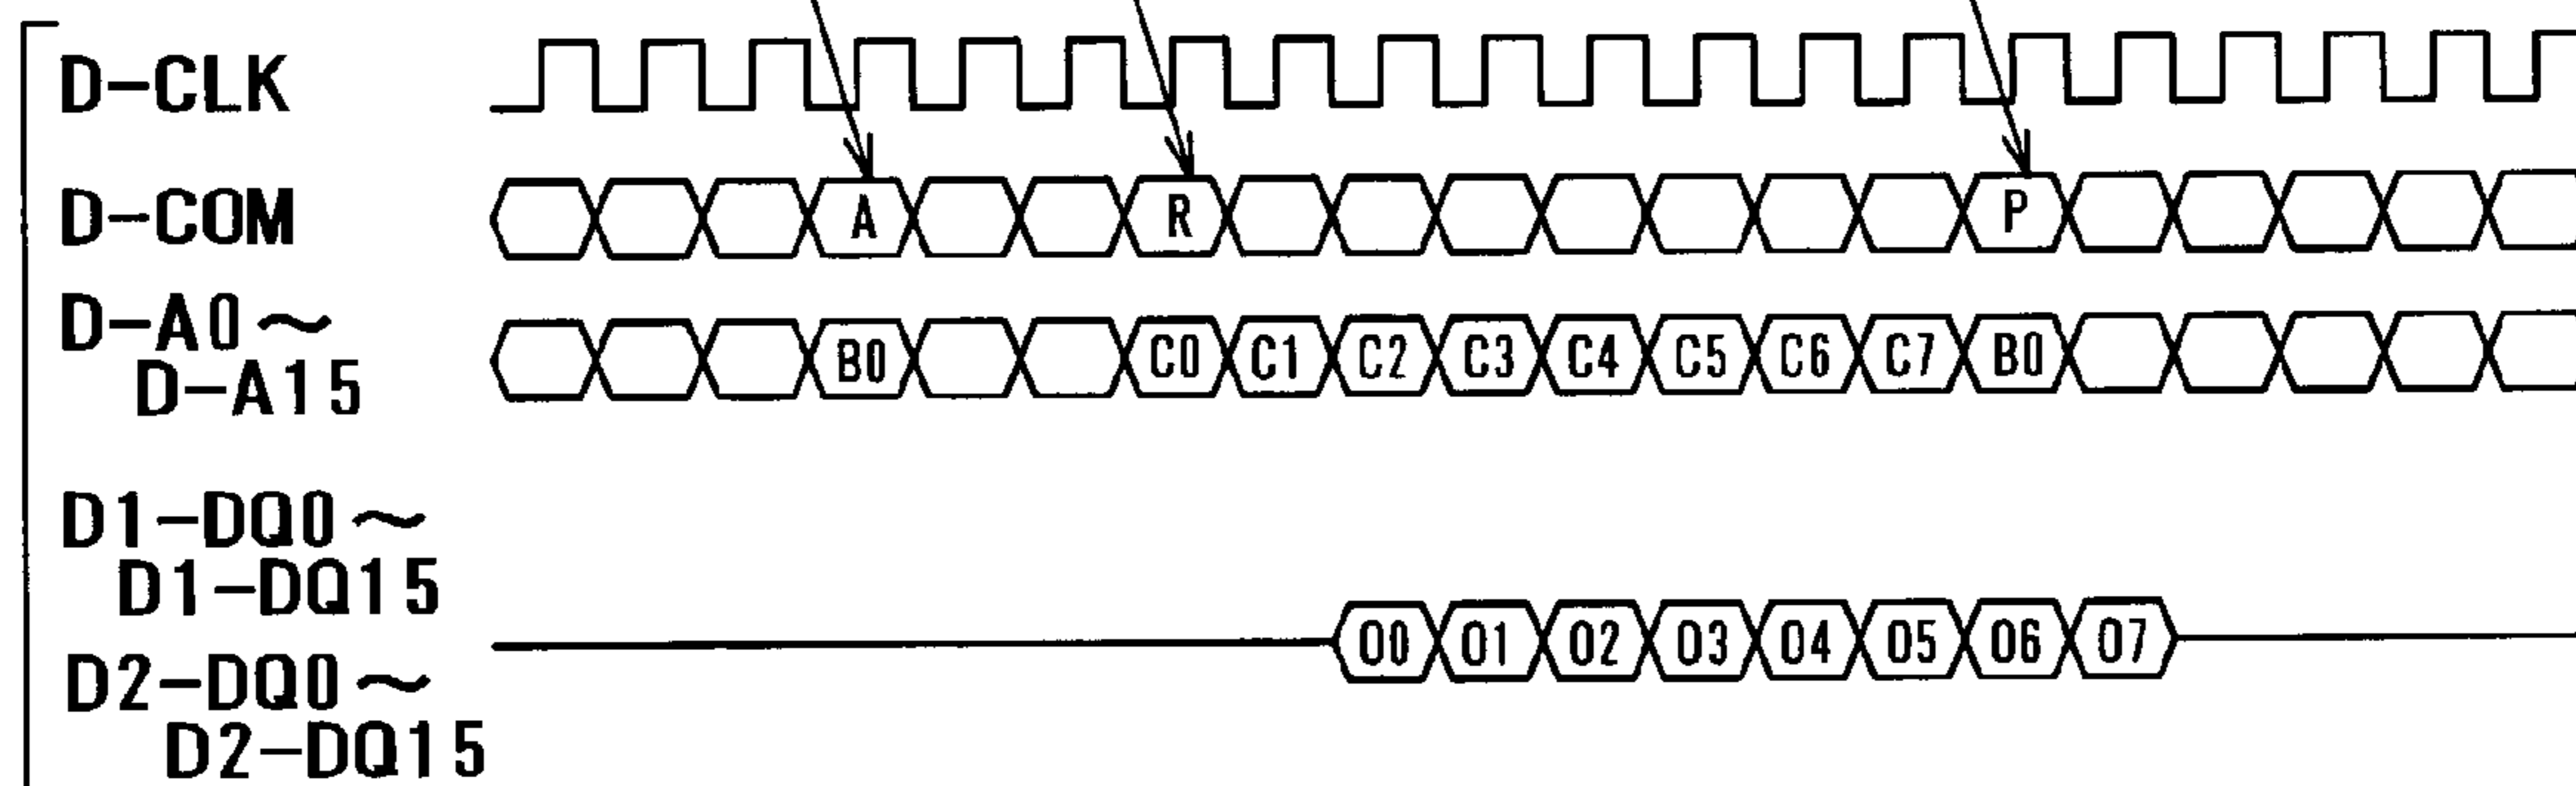 D-CLK
D-COM A R P
D-A0~
D-A15 B0 C0 C1 C2 C3 C4 C5 C6 C7 B0
D1-DQ0~
D1-DQ15
00 01 02 03 04 05 06 07
D2-DQ0~
D2-DQ15